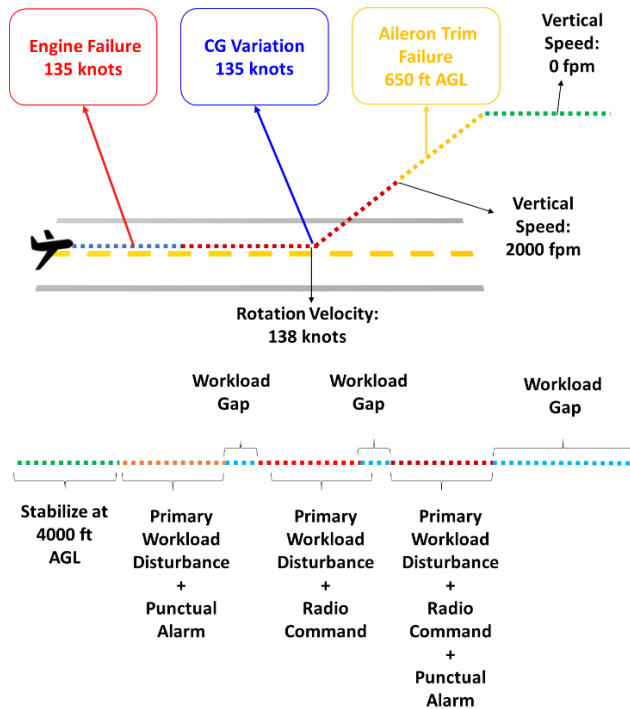 Engine Failure
135 knots
CG Variation
135 knots
Aileron Trim
Failure
650 ft AGL
Vertical
Speed:
0 fpm
Vertical
Speed:
2000 fpm
Rotation Velocity:
138 knots
Workload
Gap
Workload
Gap
Workload
Gap
Stabilize at
4000 ft
AGL
Primary
Workload
Disturbance
+
Punctual
Alarm
Primary
Workload
Disturbance
+
Radio
Command
Primary
Workload
Disturbance
+
Radio
Command
+
Punctual
Alarm